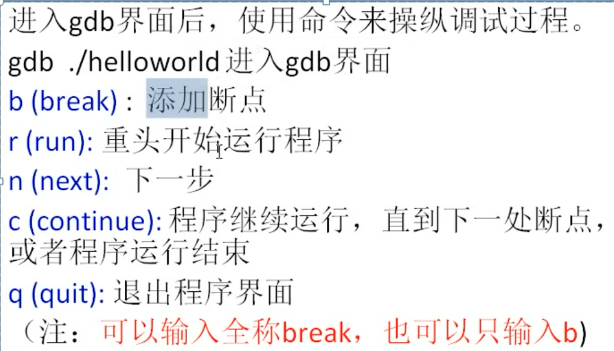 进入gdb界面后，使用命令来操纵调试过程。
gdb  ./helloworld 进入gdb界面
b (break) :  添加断点
r (run): 重头开始运行程序
n (next):  下一步
c (continue): 程序继续运行，直到下一处断点，
或者程序运行结束
q (quit): 退出程序界面
（注：可以输入全称break，也可以只输入b)